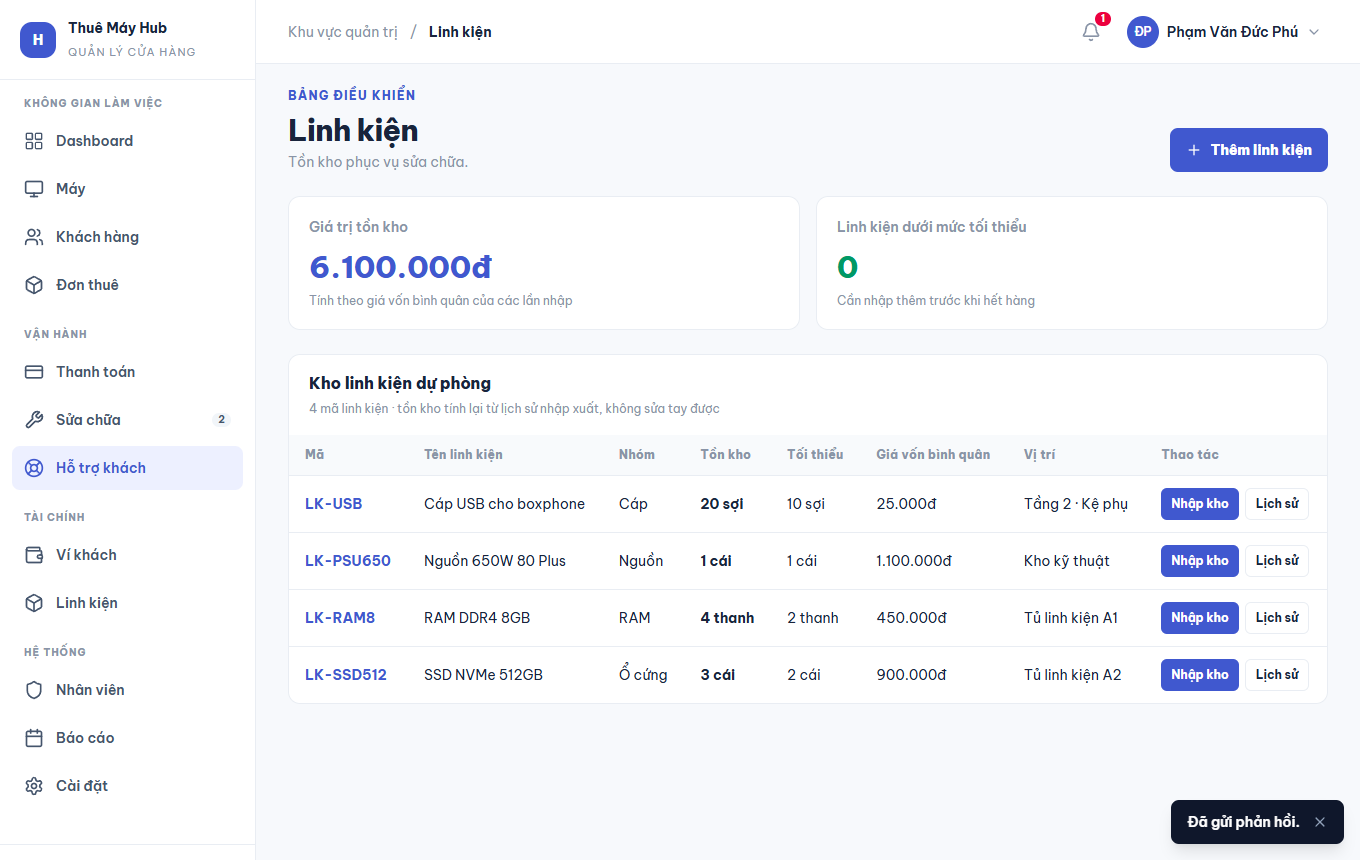 H
Thuê Máy Hub
QUẢN LÝ CỬA HÀNG
KHÔNG GIAN LÀM VIỆC
Dashboard
Máy
Khách hàng
Đơn thuê
VẬN HÀNH
Thanh toán
Sửa chữa 2
Hỗ trợ khách
TÀI CHÍNH
Ví khách
Linh kiện
HỆ THỐNG
Nhân viên
Báo cáo
Cài đặt
Khu vực quản trị / Linh kiện
1
ĐP Phạm Văn Đức Phú
BẢNG ĐIỀU KHIỂN
Linh kiện
Tồn kho phục vụ sửa chữa.
Thêm linh kiện
Giá trị tồn kho
6.100.000đ
Tính theo giá vốn bình quân của các lần nhập
Linh kiện dưới mức tối thiểu
0
Cần nhập thêm trước khi hết hàng
Kho linh kiện dự phòng
4 mã linh kiện · tồn kho tính lại từ lịch sử nhập xuất, không sửa tay được
Mã Tên linh kiện Nhóm Tồn kho Tối thiểu Giá vốn bình quân Vị trí Thao tác
LK-USB Cáp USB cho boxphone Cáp 20 sợi 10 sợi 25.000đ Tầng 2 · Kệ phụ Nhập kho Lịch sử
LK-PSU650 Nguồn 650W 80 Plus Nguồn 1 cái 1 cái 1.100.000đ Kho kỹ thuật Nhập kho Lịch sử
LK-RAM8 RAM DDR4 8GB RAM 4 thanh 2 thanh 450.000đ Tủ linh kiện A1 Nhập kho Lịch sử
LK-SSD512 SSD NVMe 512GB Ổ cứng 3 cái 2 cái 900.000đ Tủ linh kiện A2 Nhập kho Lịch sử
Đã gửi phản hồi.